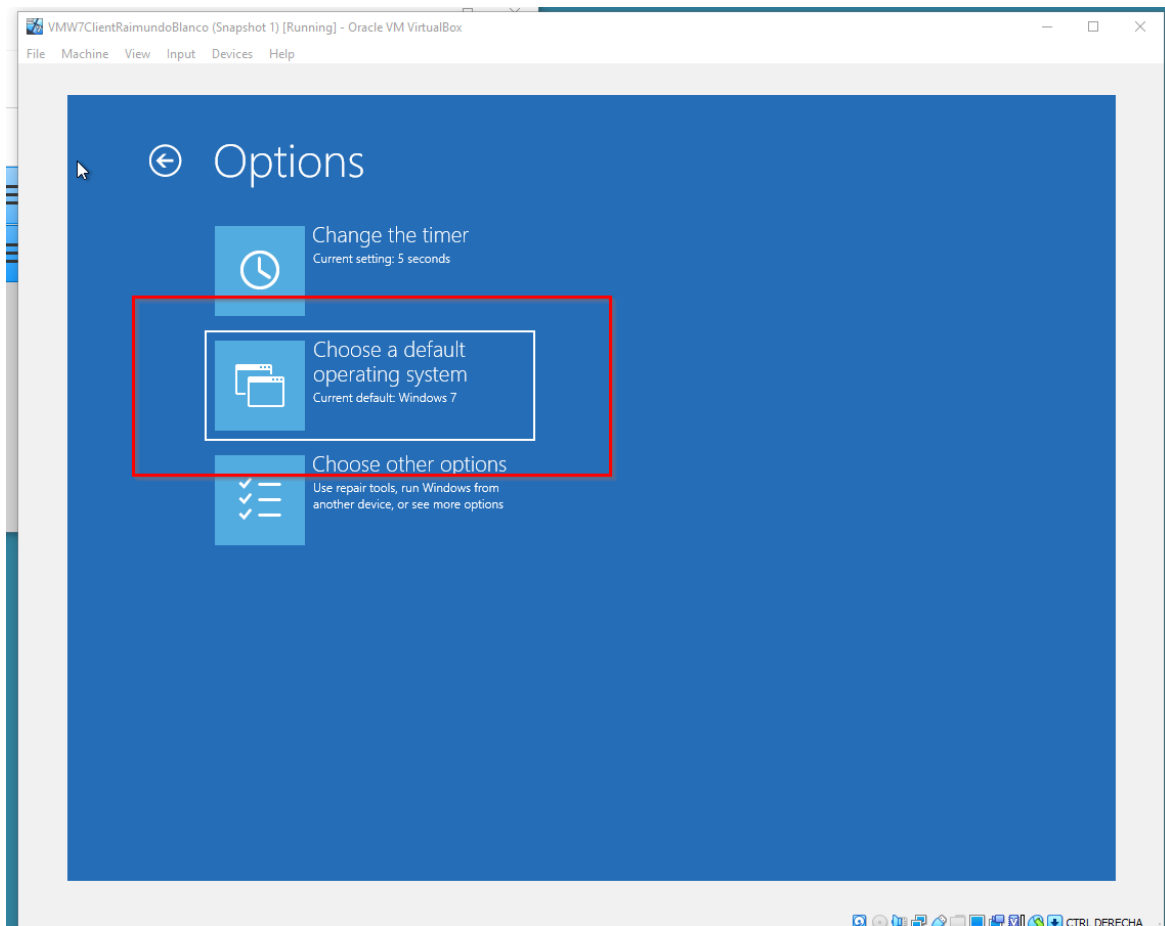 VMW7ClientRaimundoBlanco (Snapshot 1) [Running] - Oracle VM VirtualBox
File Machine View Input Devices Help
Options
Change the timer
Current setting: 5 seconds
Choose a default
operating system
Current default: Windows 7
Choose other options
Use repair tools, run Windows from
another device, or see more options
CTRL DERECHA